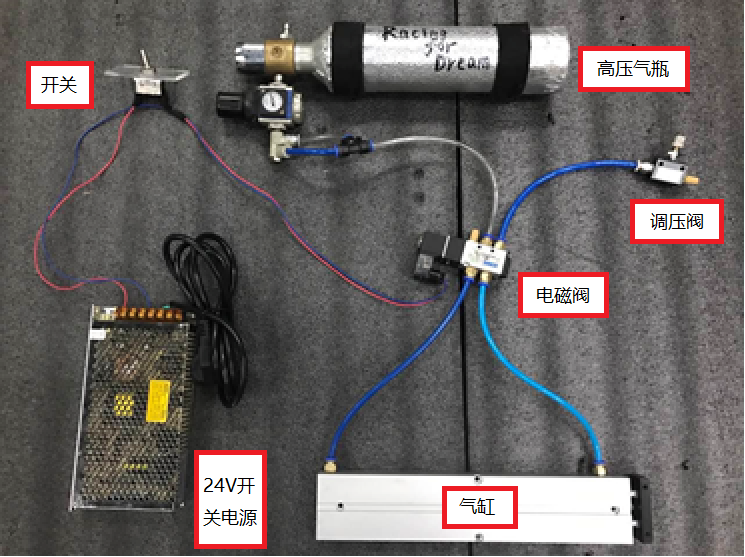 Racing
for
Dream
高压气瓶
开关
调压阀
电磁阀
24V开
关电源
气缸